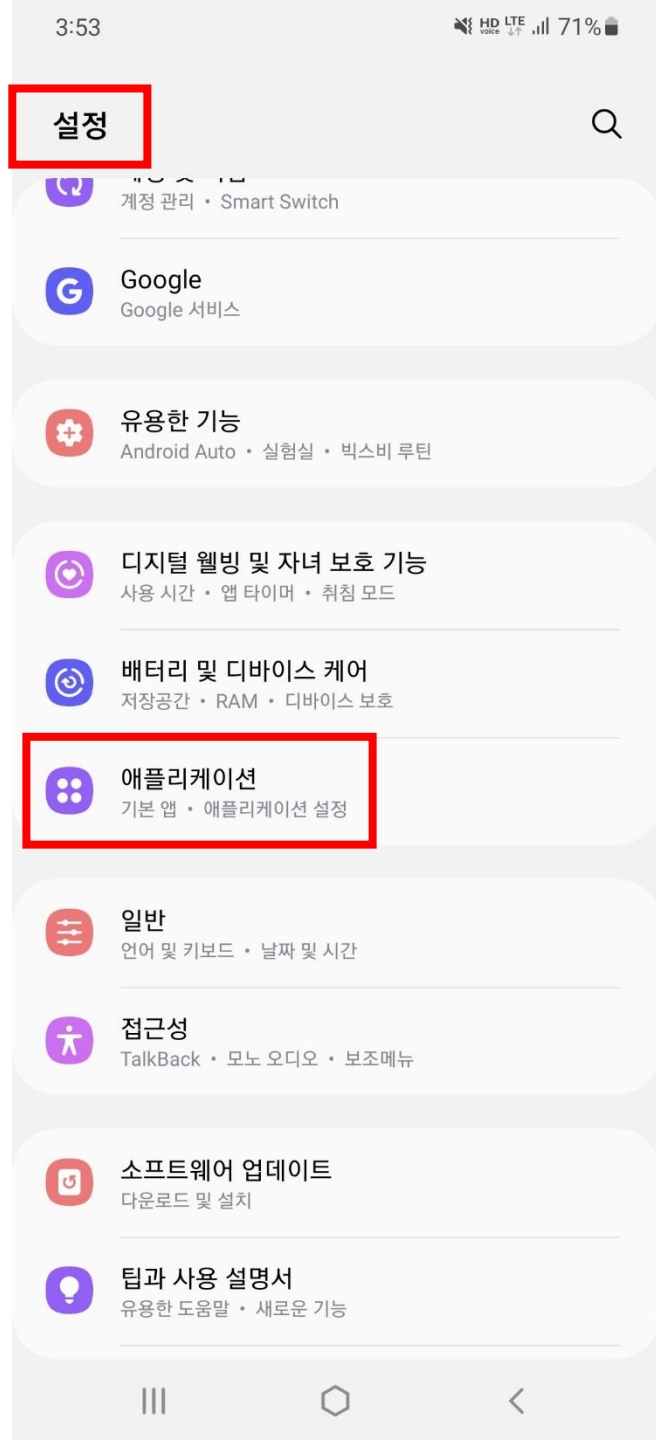 3:53
HD voice LTE 71%
설정
계정 관리 • Smart Switch
Google
Google 서비스
유용한 기능
Android Auto • 실험실 • 빅스비 루틴
디지털 웰빙 및 자녀 보호 기능
사용 시간 • 앱 타이머 • 취침 모드
배터리 및 디바이스 케어
저장공간 • RAM • 디바이스 보호
애플리케이션
기본 앱 • 애플리케이션 설정
일반
언어 및 키보드 • 날짜 및 시간
접근성
TalkBack • 모노 오디오 • 보조메뉴
소프트웨어 업데이트
다운로드 및 설치
팁과 사용 설명서
유용한 도움말 • 새로운 기능